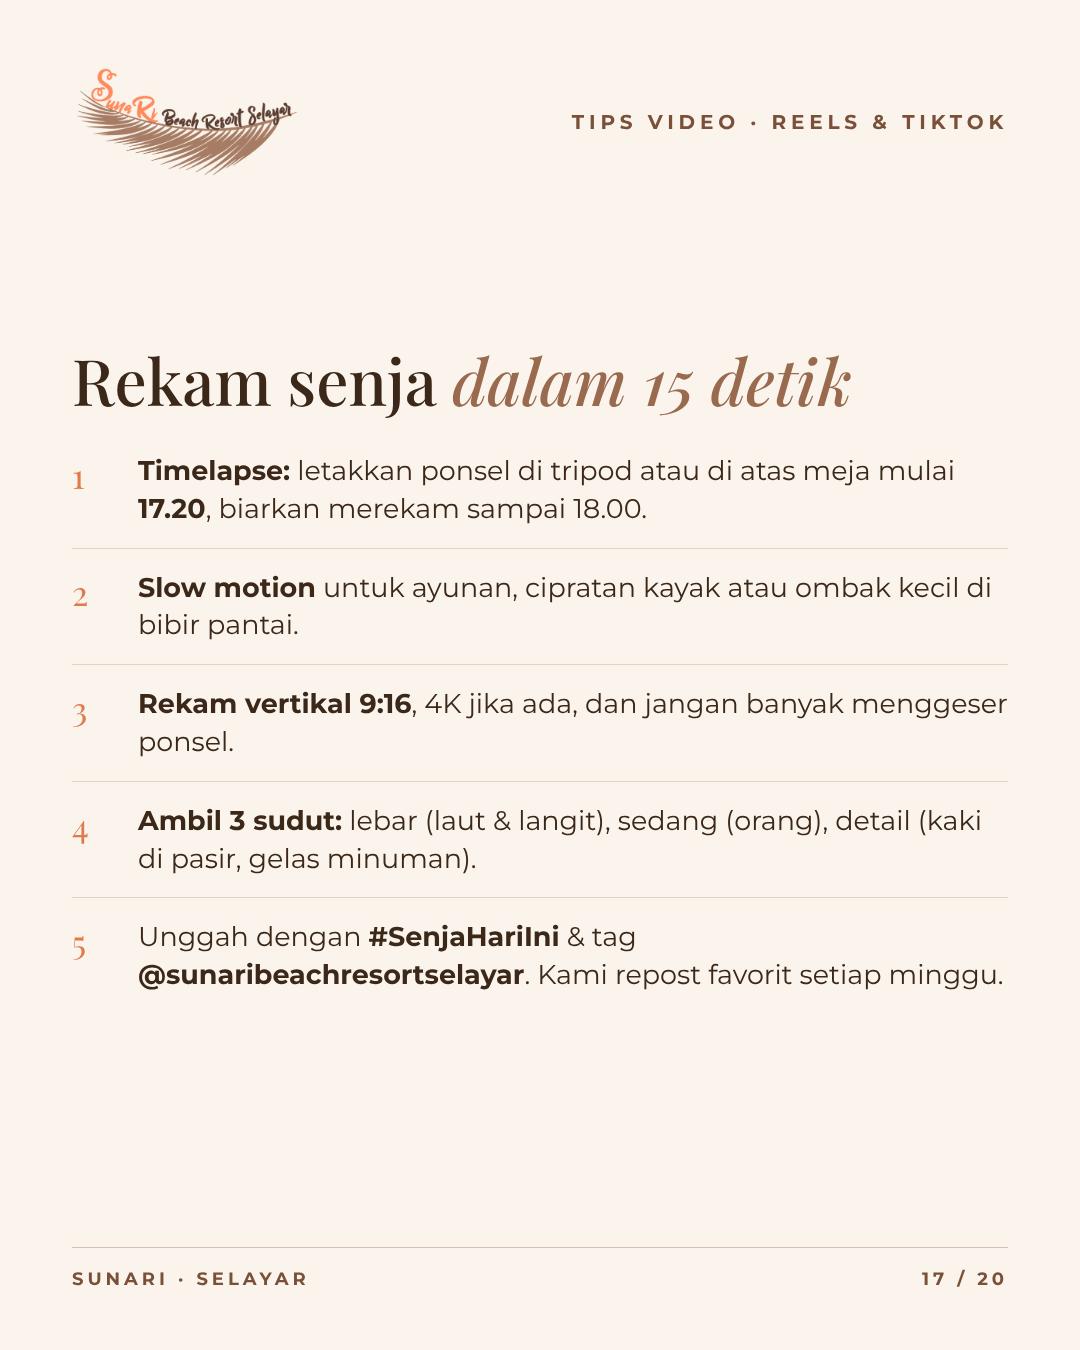 SunaRi Beach Resort Selayar
TIPS VIDEO · REELS & TIKTOK
Rekam senja dalam 15 detik
1
Timelapse: letakkan ponsel di tripod atau di atas meja mulai
17.20, biarkan merekam sampai 18.00.
2
Slow motion untuk ayunan, cipratan kayak atau ombak kecil di
bibir pantai.
3
Rekam vertikal 9:16, 4K jika ada, dan jangan banyak menggeser
ponsel.
4
Ambil 3 sudut: lebar (laut & langit), sedang (orang), detail (kaki
di pasir, gelas minuman).
5
Unggah dengan #SenjaHariIni & tag
@sunaribeachresortselayar. Kami repost favorit setiap minggu.
SUNARI · SELAYAR
17 / 20